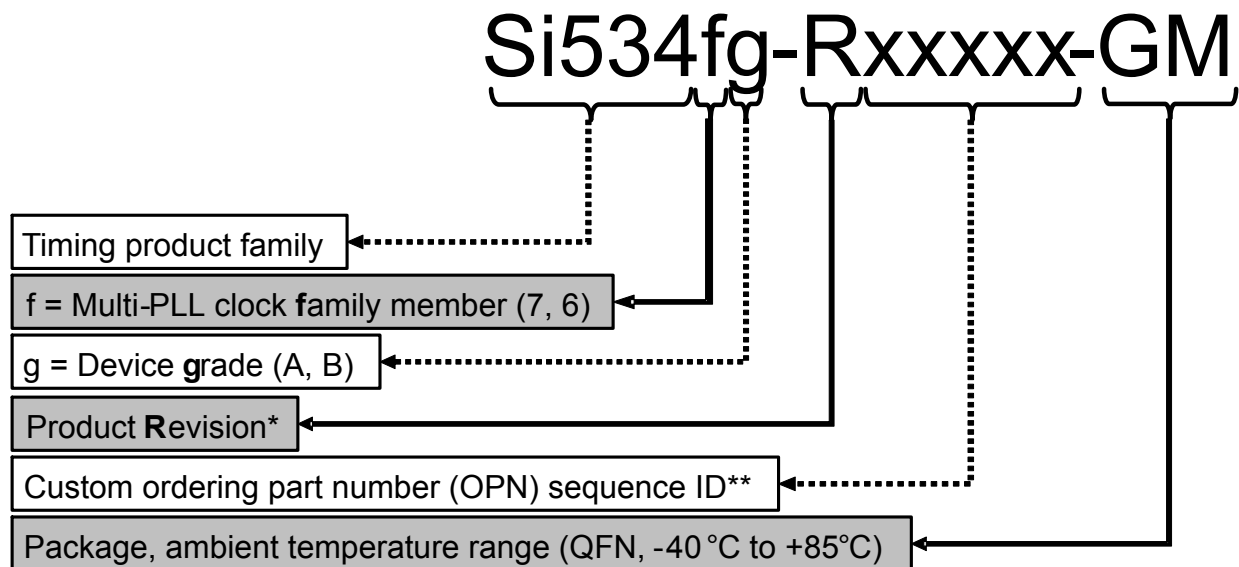 Si534fg-Rxxxxx-GM
Timing product family
f = Multi-PLL clock family member (7, 6)
g = Device grade (A, B)
Product Revision*
Custom ordering part number (OPN) sequence ID**
Package, ambient temperature range (QFN, -40 °C to +85°C)